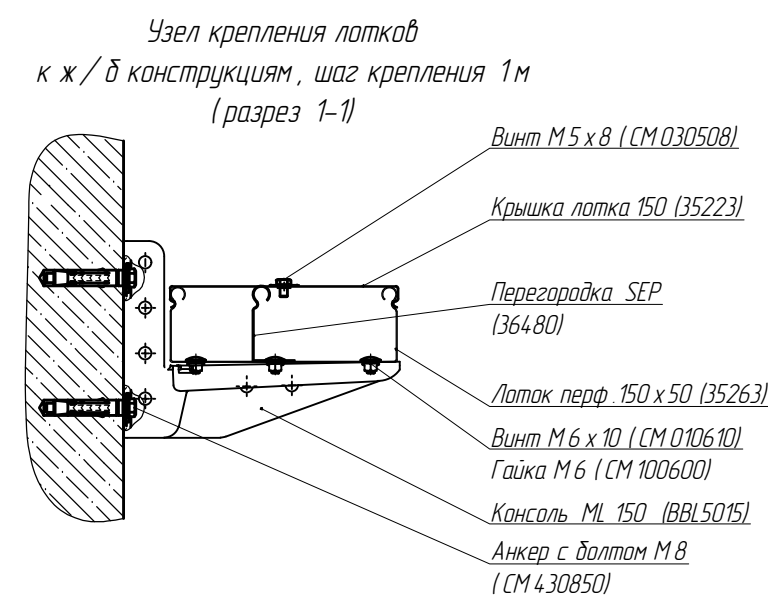 Узел крепления лотков
к ж/б конструкциям, шаг крепления 1м
(разрез 1-1)
Винт М5х8 (СМ030508)
Крышка лотка 150 (35223)
Перегородка SEP
(36480)
Лоток перф.150х50 (35263)
Винт М6х10 (СМ010610)
Гайка М6 (СМ100600)
Консоль ML 150 (BBL5015)
Анкер с болтом М8
(СМ430850)